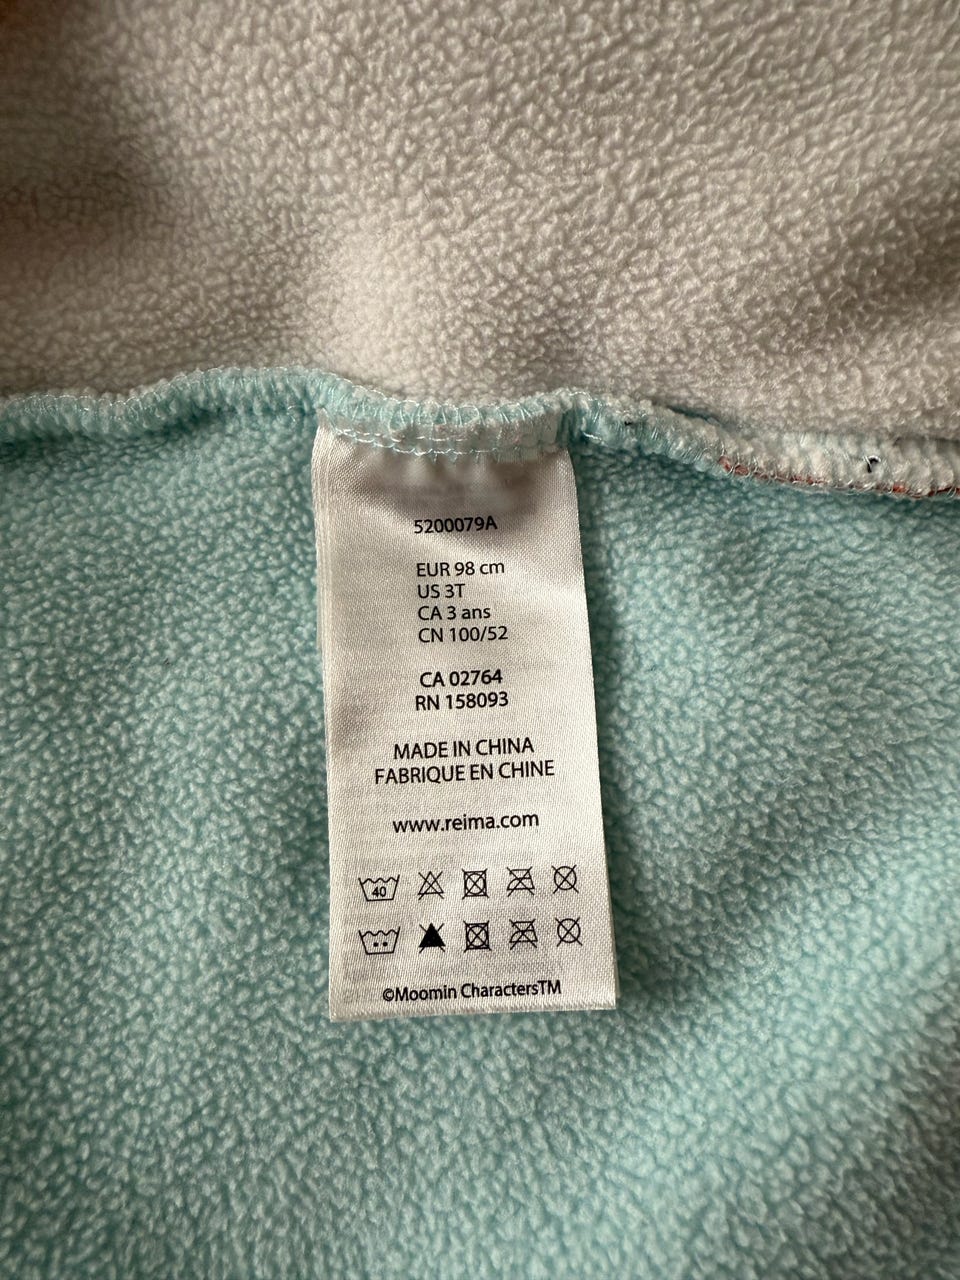 5200079A
EUR 98 cm
US 3T
CA 3 ans
CN 100/52
CA 02764
RN 158093
MADE IN CHINA
FABRIQUE EN CHINE
www.reima.com
40
©Moomin CharactersTM